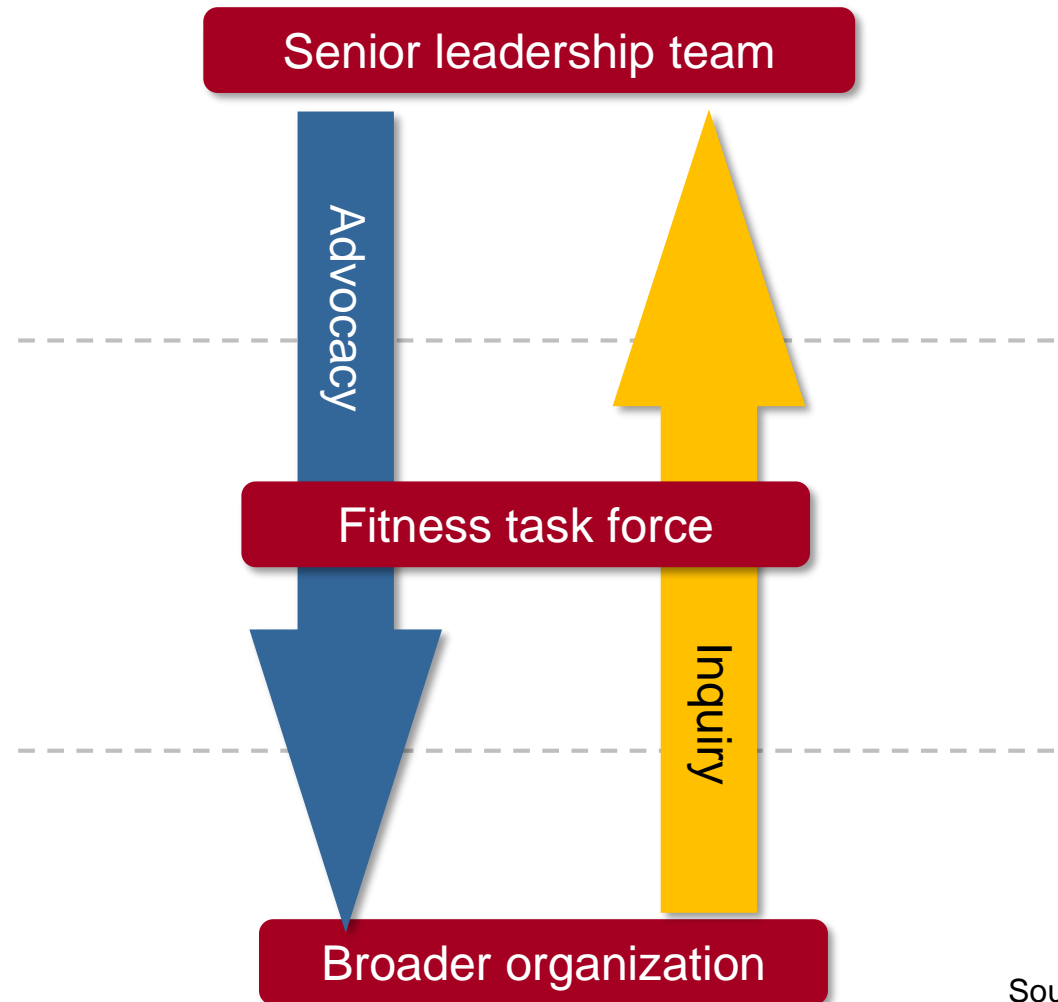 Senior leadership team
Advocacy
Fitness task force
Inquiry
Broader organization